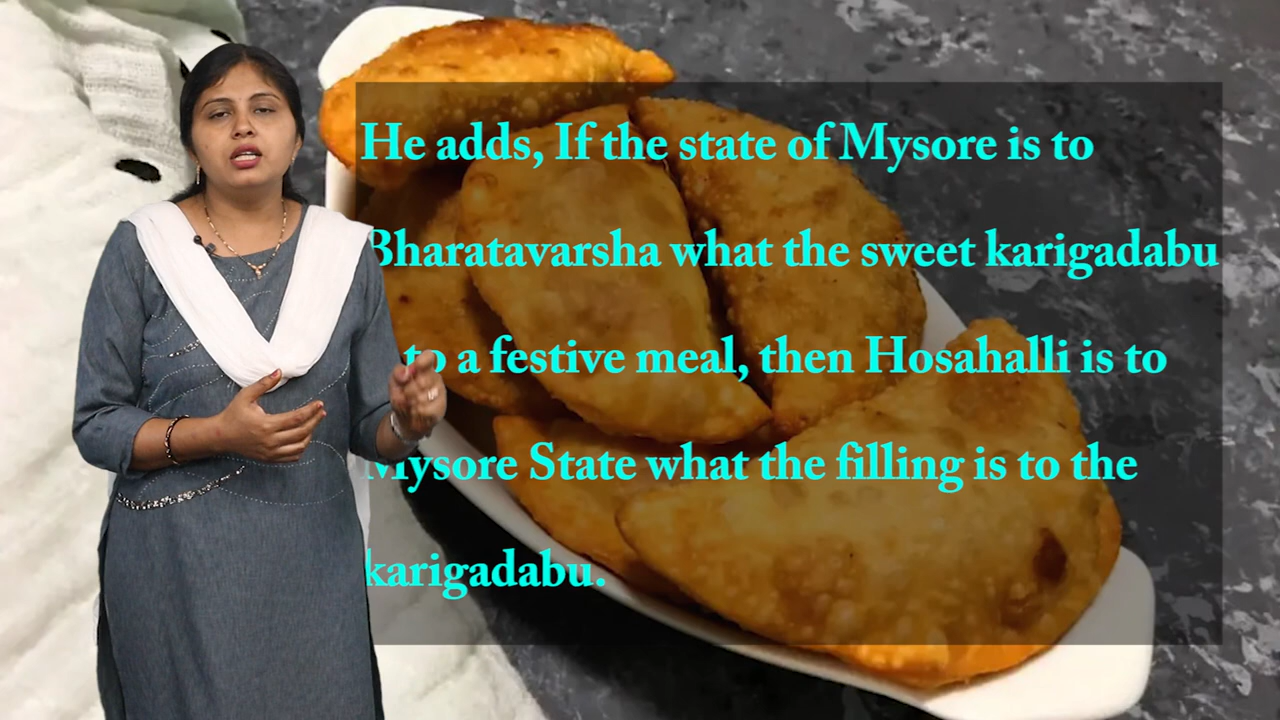 He adds, If the state of Mysore is to
Bharatavarsha what the sweet karigadabu
to a festive meal, then Hosahalli is to
Mysore State what the filling is to the
karigadabu.